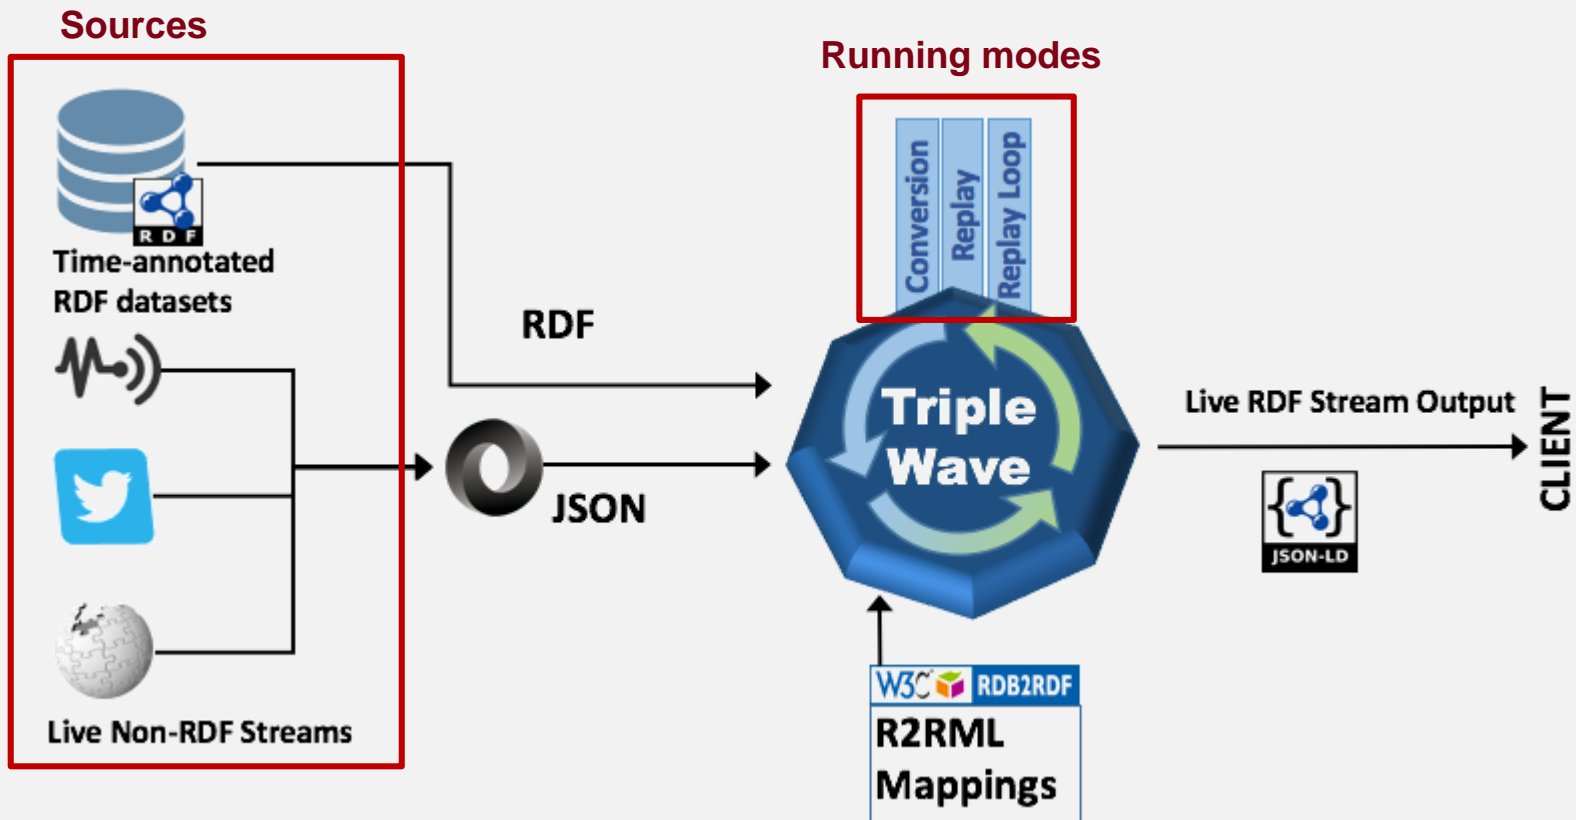 Sources
Running modes
Conversion
Replay
Replay Loop
RDF
Time-annotated
RDF datasets
RDF
JSON
Triple
Wave
Live RDF Stream Output
CLIENT
{ }
JSON-LD
Live Non-RDF Streams
W3C RDB2RDF
R2RML
Mappings